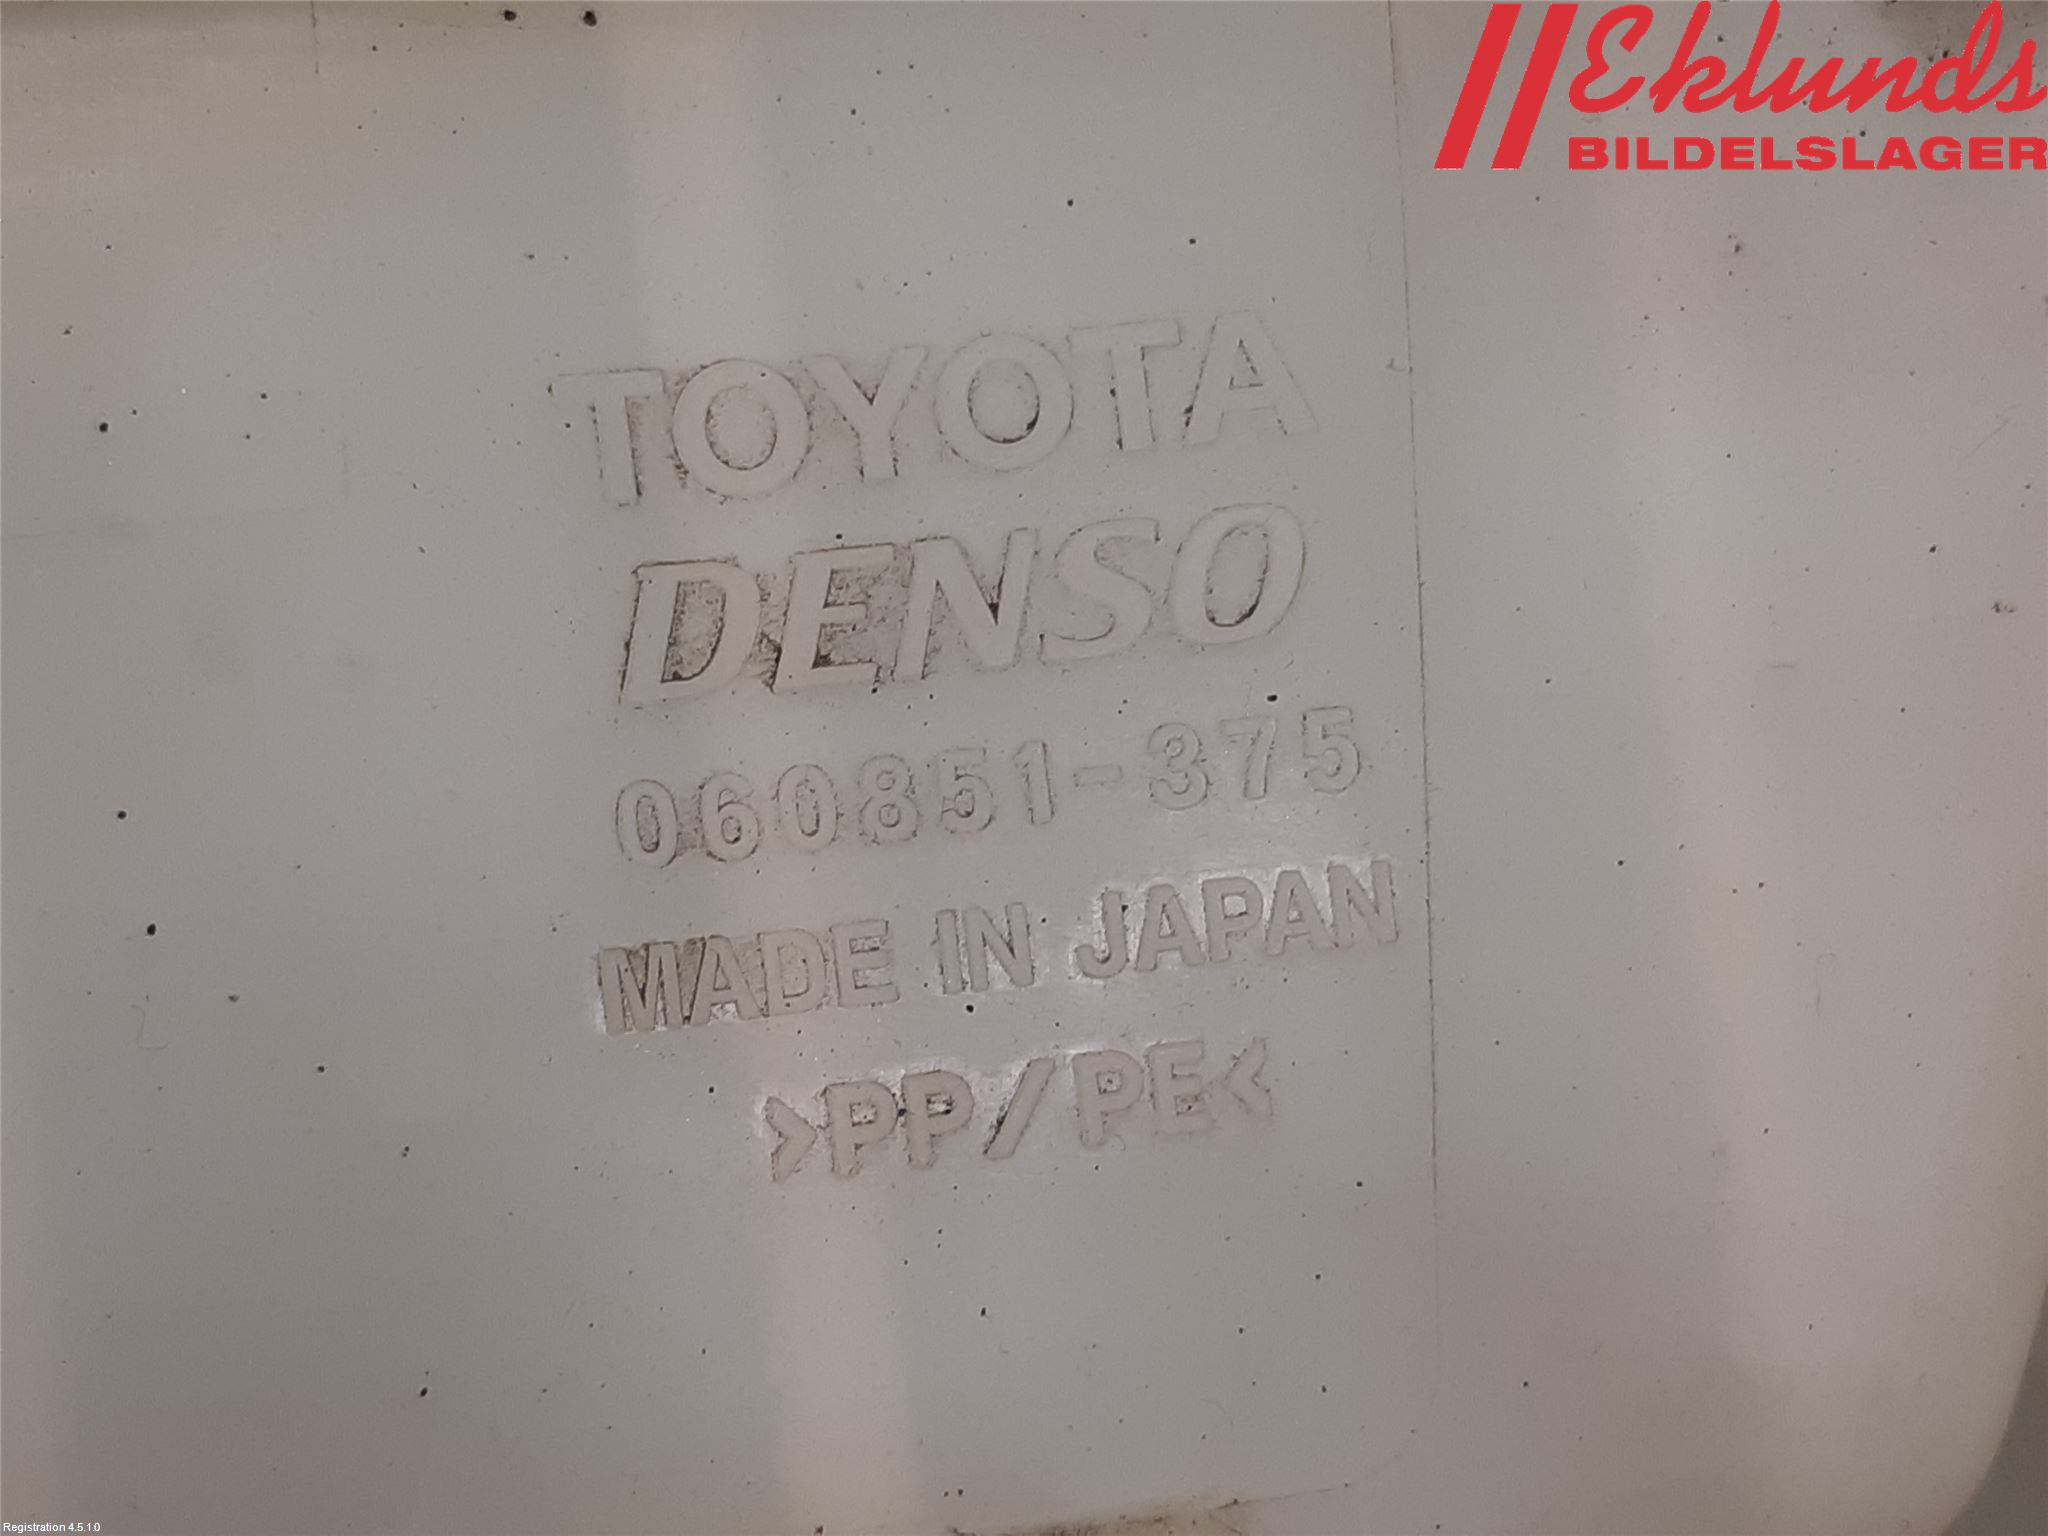 Eklunds
BILDELSLAGER
TOYOTA
DENSO
060851-375
MADE IN JAPAN
>PP/PE<
Registration 4.5.1.0